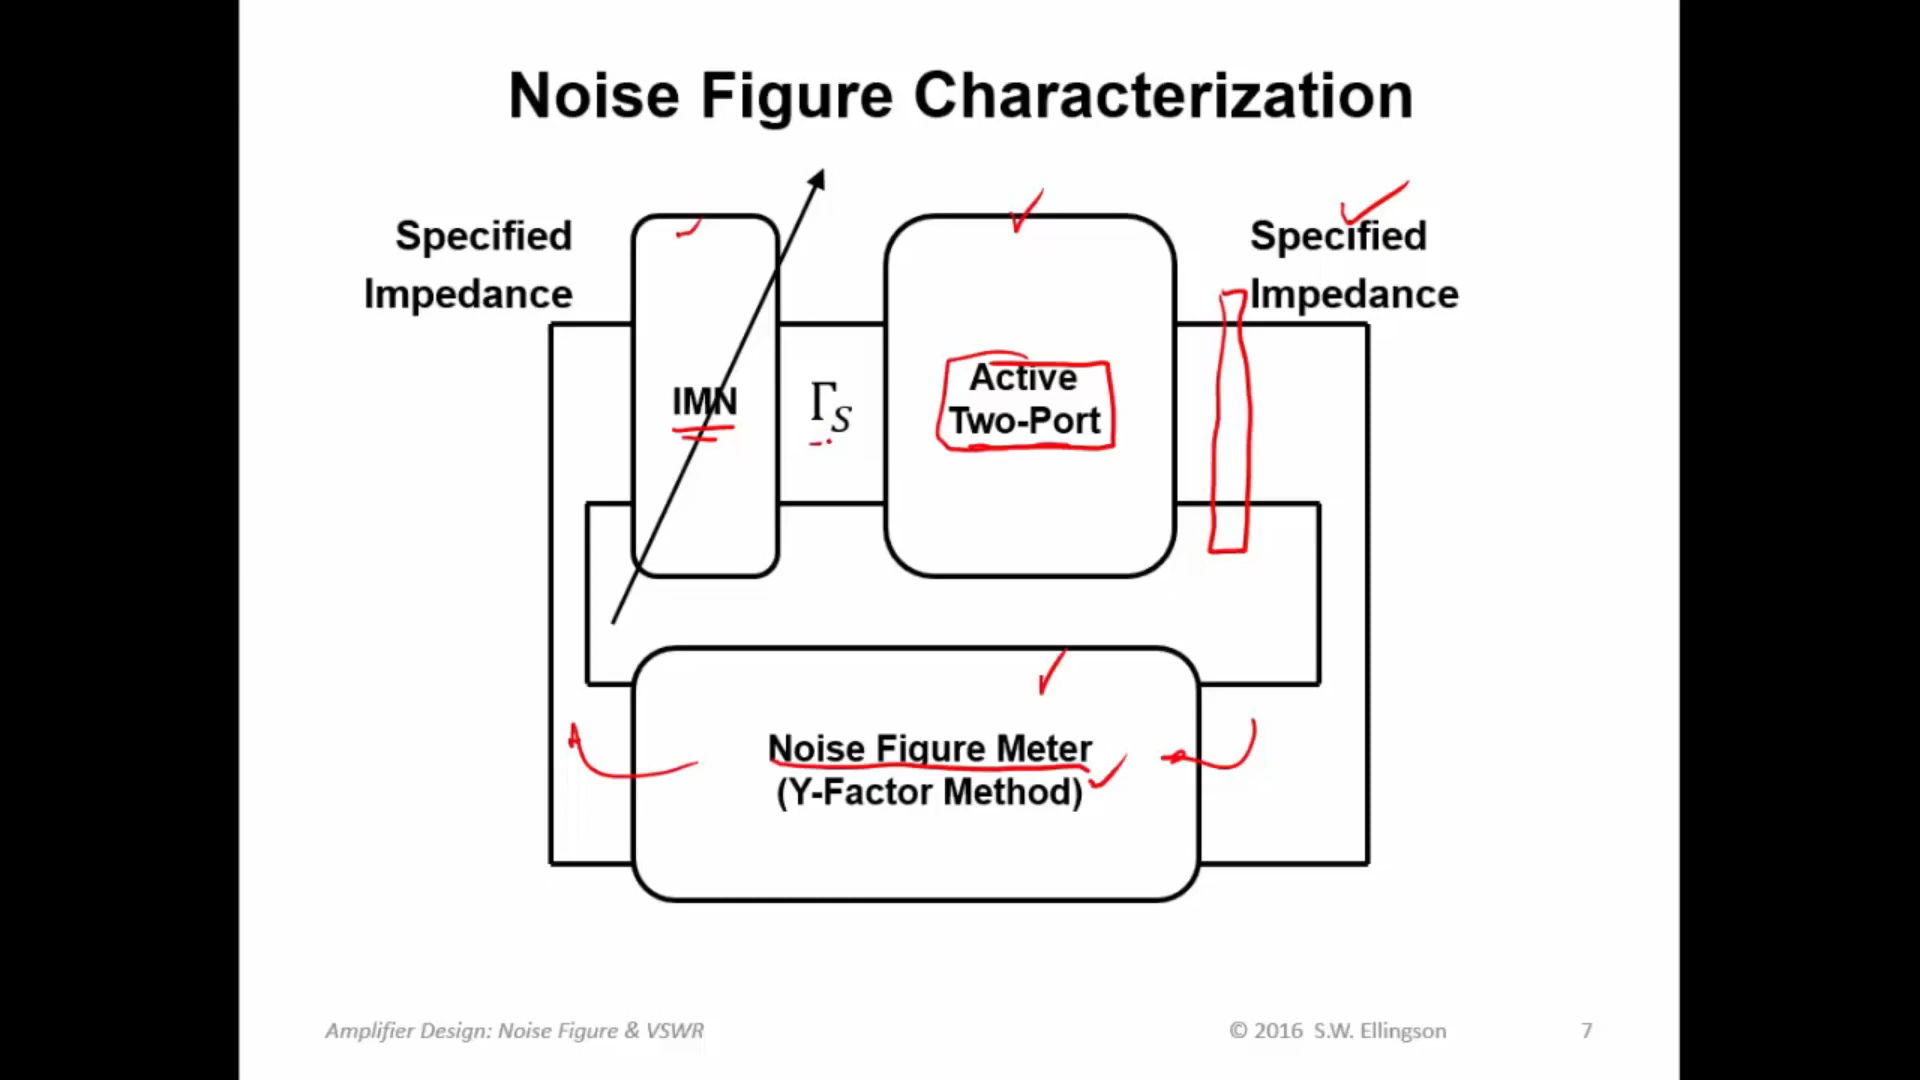 Noise Figure Characterization
Specified
Impedance
Specified
Impedance
IMN
Γ_S
Active
Two-Port
Noise Figure Meter
(Y-Factor Method)
Amplifier Design: Noise Figure & VSWR
© 2016 S.W. Ellingson
7